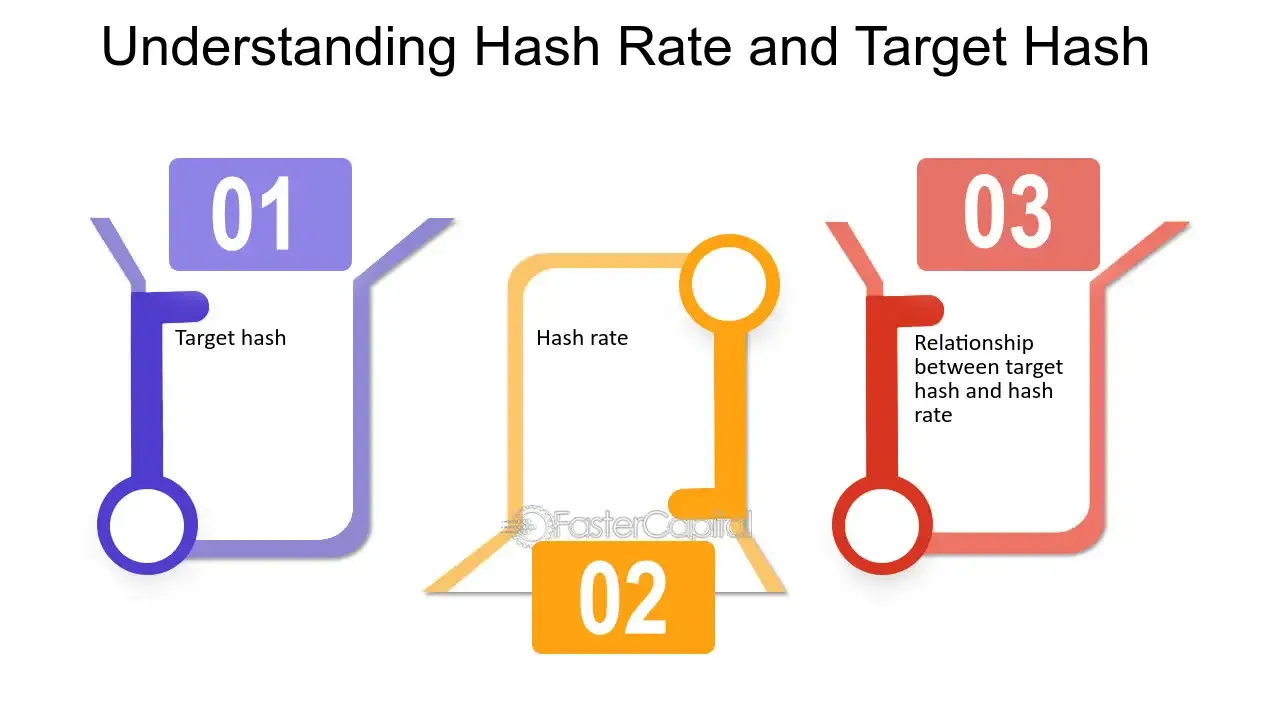 Understanding Hash Rate and Target Hash
01
Target hash
Hash rate
FasterCapital
02
03
Relationship
between target
hash and hash
rate